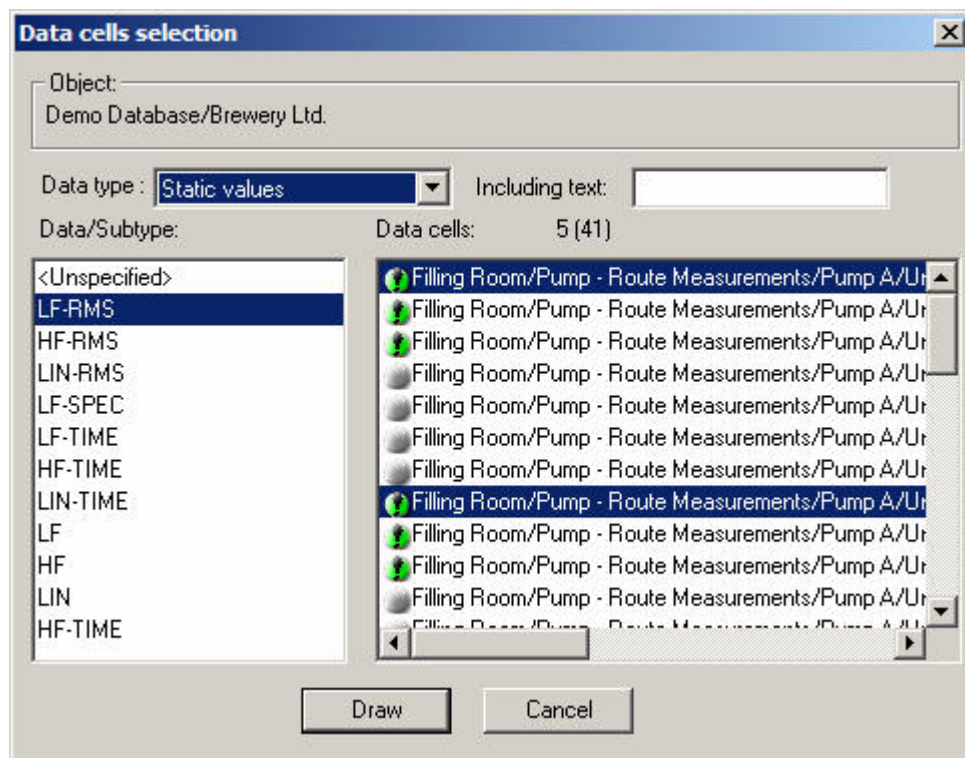 Data cells selection
Object:
Demo Database/Brewery Ltd.
Data type : Static values Including text:
Data/Subtype:
Data cells: 5 (41)
<Unspecified>
LF-RMS
HF-RMS
LIN-RMS
LF-SPEC
LF-TIME
HF-TIME
LIN-TIME
LF
HF
LIN
HF-TIME
Filling Room/Pump - Route Measurements/Pump A/Ur
Filling Room/Pump - Route Measurements/Pump A/Ur
Filling Room/Pump - Route Measurements/Pump A/Ur
Filling Room/Pump - Route Measurements/Pump A/Ur
Filling Room/Pump - Route Measurements/Pump A/Ur
Filling Room/Pump - Route Measurements/Pump A/Ur
Filling Room/Pump - Route Measurements/Pump A/Ur
Filling Room/Pump - Route Measurements/Pump A/Ur
Filling Room/Pump - Route Measurements/Pump A/Ur
Filling Room/Pump - Route Measurements/Pump A/Ur
Filling Room/Pump - Route Measurements/Pump A/Ur
Draw Cancel